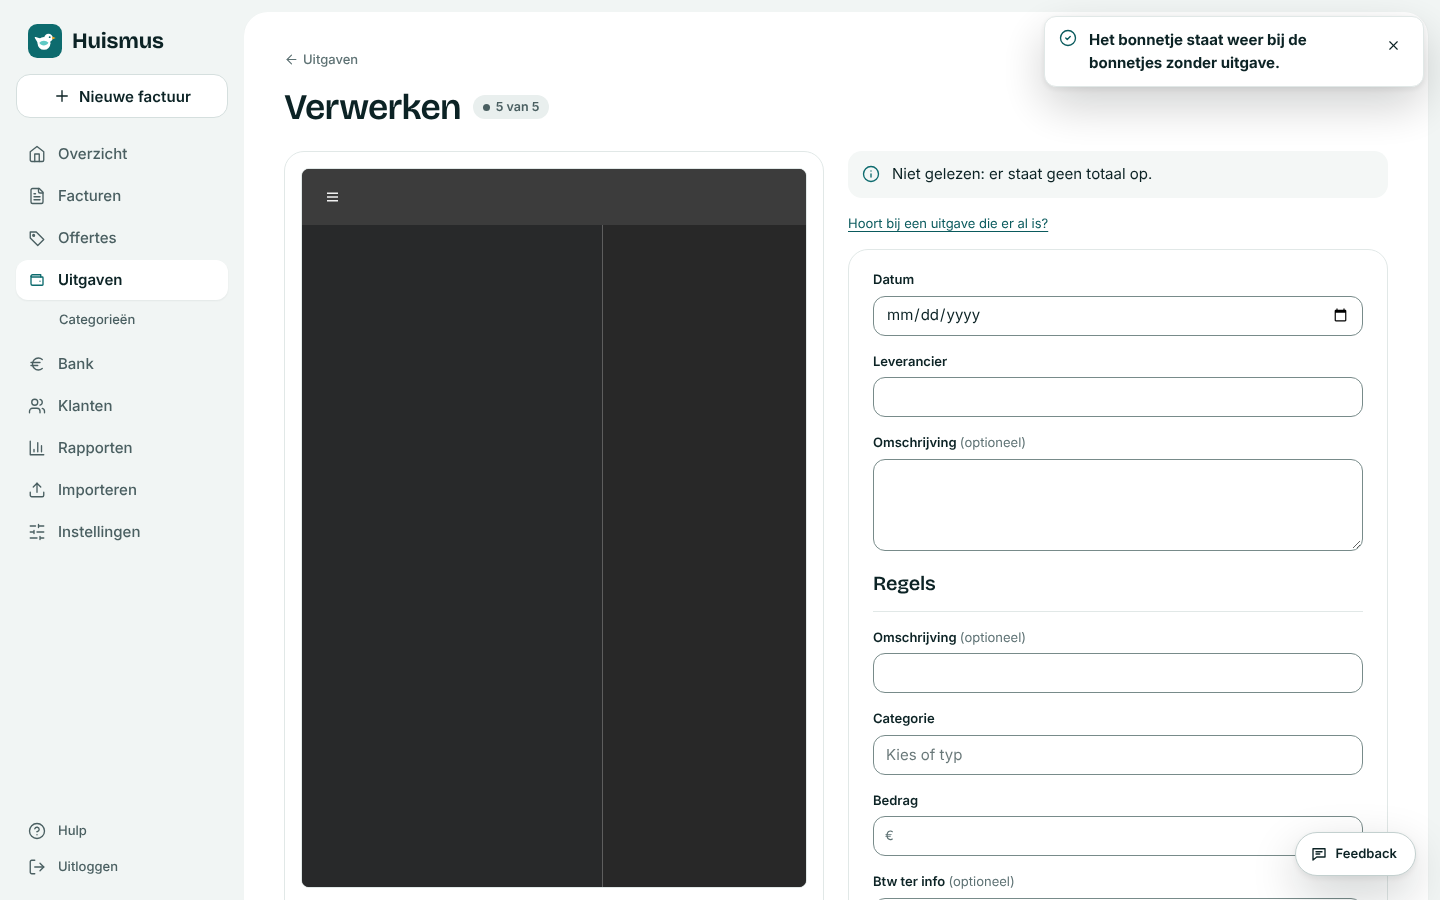 Huismus
Nieuwe factuur
Overzicht
Facturen
Offertes
Uitgaven
Categorieën
Bank
Klanten
Rapporten
Importeren
Instellingen
Hulp
Uitloggen
Uitgaven
Verwerken
5 van 5
Het bonnetje staat weer bij de
bonnetjes zonder uitgave.
Niet gelezen: er staat geen totaal op.
Hoort bij een uitgave die er al is?
Datum
mm/dd/yyyy
Leverancier
Omschrijving (optioneel)
Regels
Omschrijving (optioneel)
Categorie
Kies of typ
Bedrag
€
Feedback
Btw ter info (optioneel)